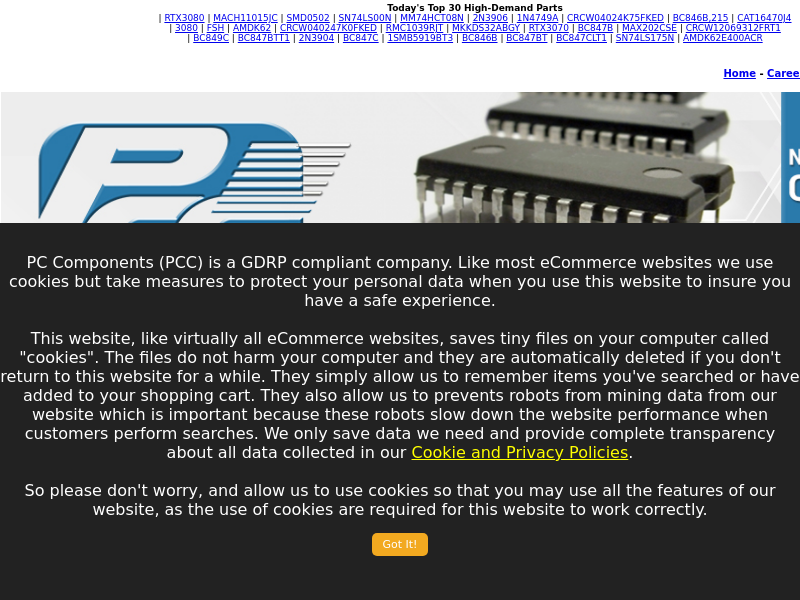 Today's Top 30 High-Demand Parts
| RTX3080 | MACH11015JC | SMD0502 | SN74LS00N | MM74HCT08N | 2N3906 | 1N4749A | CRCW04024K75FKED | BC846B,215 | CAT16470J4
| 3080 | FSH | AMDK62 | CRCW040247K0FKED | RMC1039RJT | MKKDS32ABGY | RTX3070 | BC847B | MAX202CSE | CRCW12069312FRT1
| BC849C | BC847BTT1 | 2N3904 | BC847C | 1SMB5919BT3 | BC846B | BC847BT | BC847CLT1 | SN74LS175N | AMDK62E400ACR
Home - Caree
PC Components (PCC) is a GDRP compliant company. Like most eCommerce websites we use
cookies but take measures to protect your personal data when you use this website to insure you
have a safe experience.
This website, like virtually all eCommerce websites, saves tiny files on your computer called
"cookies". The files do not harm your computer and they are automatically deleted if you don't
return to this website for a while. They simply allow us to remember items you've searched or have
added to your shopping cart. They also allow us to prevents robots from mining data from our
website which is important because these robots slow down the website performance when
customers perform searches. We only save data we need and provide complete transparency
about all data collected in our Cookie and Privacy Policies.
So please don't worry, and allow us to use cookies so that you may use all the features of our
website, as the use of cookies are required for this website to work correctly.
Got It!